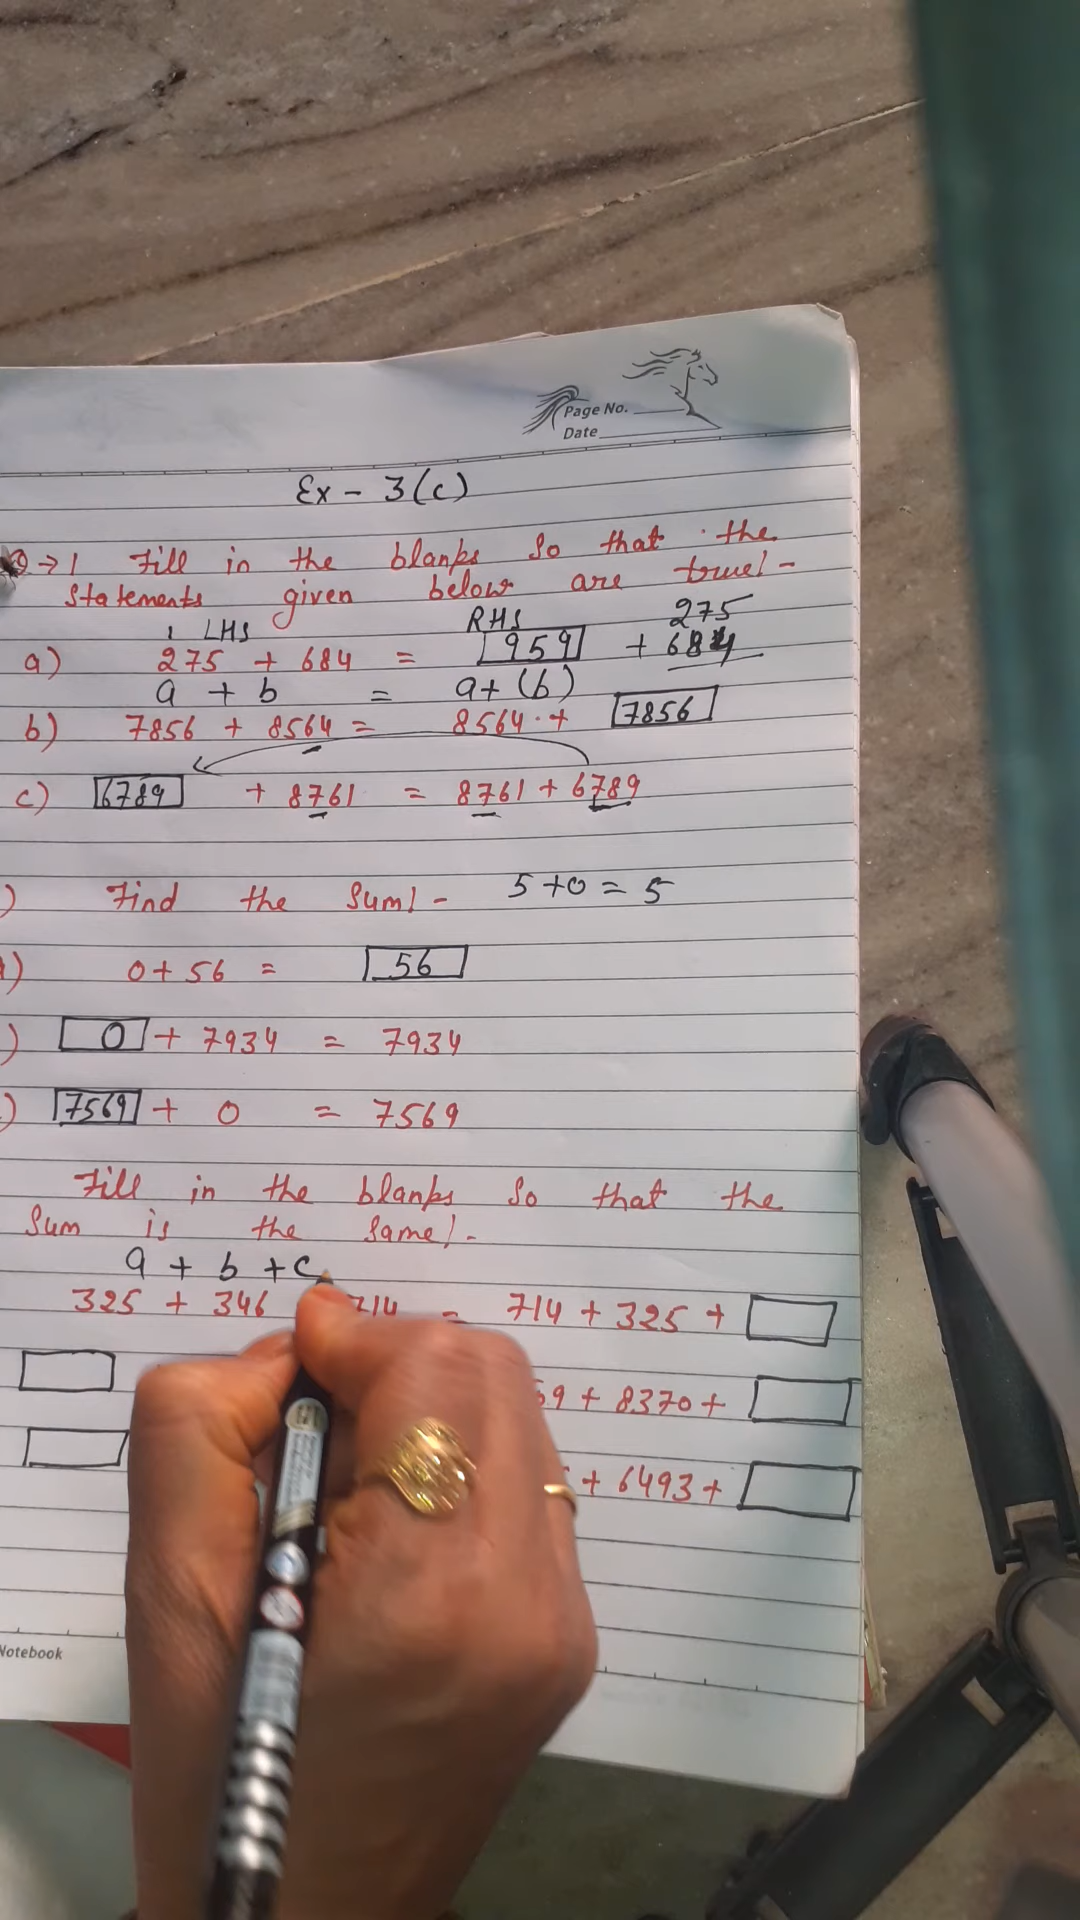 Page No.
Date
Ex - 3(c)
Q→1 Fill in the blanks so that the
statements given below are true!-
LHS RHS 275
a) 275 + 684 = 959 + 684
a + b = a+ (b)
b) 7856 + 8564 = 8564 + 7856
c) 6789 + 8761 = 8761 + 6789
) Find the Sum!- 5+0 = 5
) 0+ 56 = 56
) 0 + 7934 = 7934
) 7569 + 0 = 7569
Fill in the blanks so that the
Sum is the same!-
a + b + c
325 + 346 714 = 714 + 325 +
9 + 8370 +
+ 6493 +
Notebook